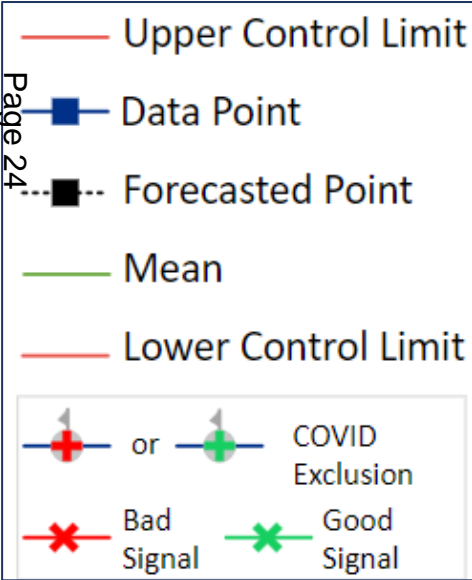 Upper Control Limit
Page 24
Data Point
Forecasted Point
Mean
Lower Control Limit
or
COVID
Exclusion
Bad
Signal
Good
Signal